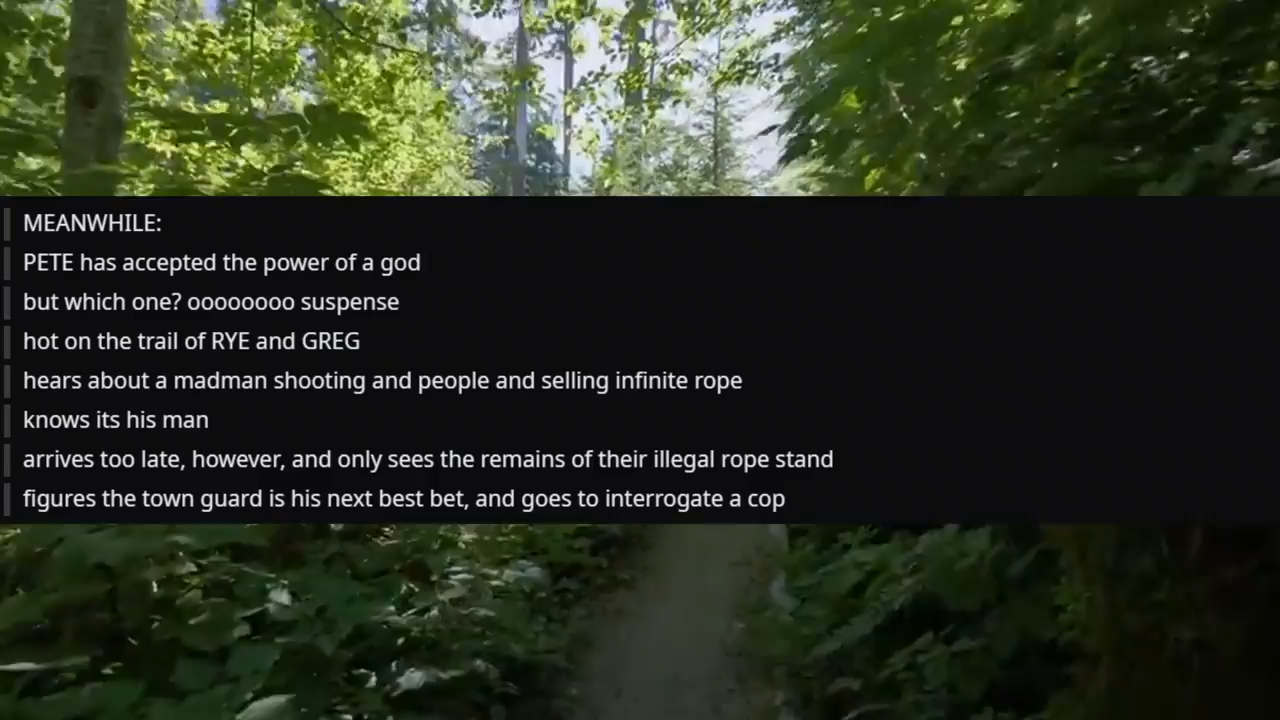 MEANWHILE:
PETE has accepted the power of a god
but which one? oooooooo suspense
hot on the trail of RYE and GREG
hears about a madman shooting and people and selling infinite rope
knows its his man
arrives too late, however, and only sees the remains of their illegal rope stand
figures the town guard is his next best bet, and goes to interrogate a cop